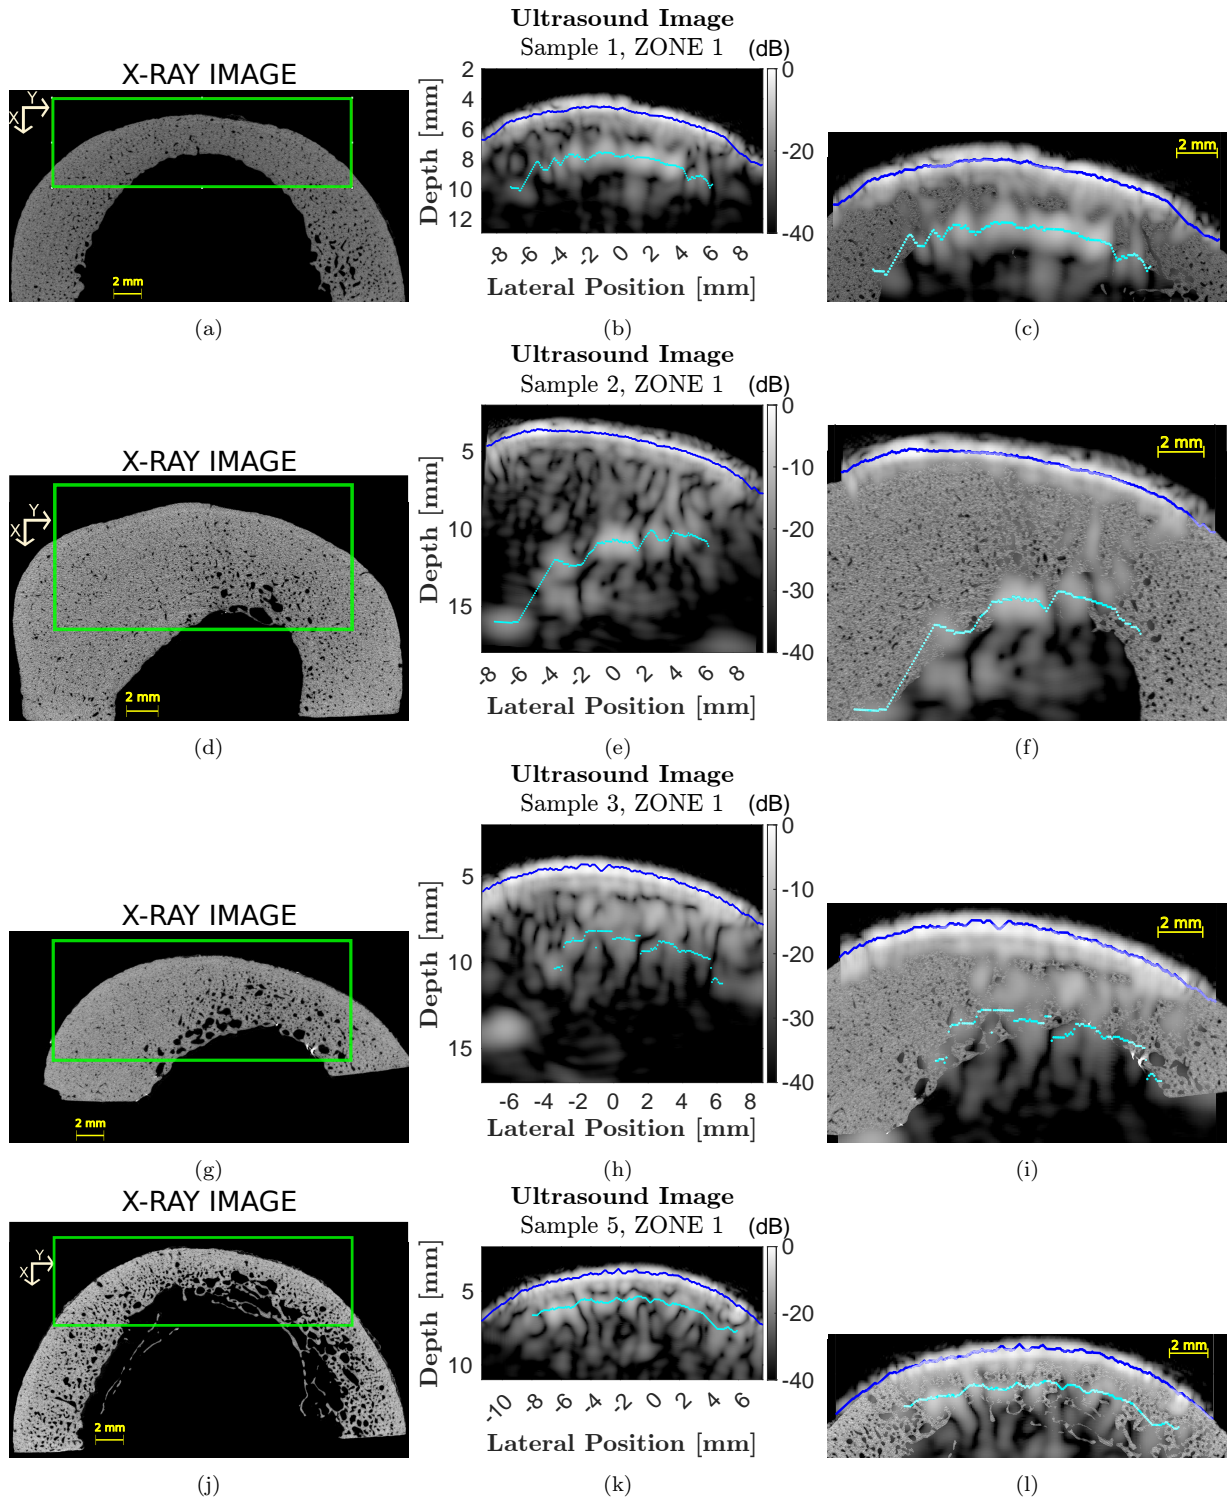 Ultrasound Image
Sample 1, ZONE 1 (dB)
X-RAY IMAGE
Y
X
2 mm
2
4
6
8
10
12
Depth [mm]
-8 -6 -4 -2 0 2 4 6 8
Lateral Position [mm]
0
-20
-40
2 mm
(a) (b) (c)
Ultrasound Image
Sample 2, ZONE 1 (dB)
X-RAY IMAGE
Y
X
2 mm
5
10
15
Depth [mm]
-8 -6 -4 -2 0 2 4 6 8
Lateral Position [mm]
0
-10
-20
-30
-40
2 mm
(d) (e) (f)
Ultrasound Image
Sample 3, ZONE 1 (dB)
X-RAY IMAGE
2 mm
5
10
15
Depth [mm]
-6 -4 -2 0 2 4 6 8
Lateral Position [mm]
0
-10
-20
-30
-40
2 mm
(g) (h) (i)
Ultrasound Image
Sample 5, ZONE 1 (dB)
X-RAY IMAGE
Y
X
2 mm
5
10
Depth [mm]
-10 -8 -6 -4 -2 0 2 4 6
Lateral Position [mm]
0
-20
-40
2 mm
(j) (k) (l)